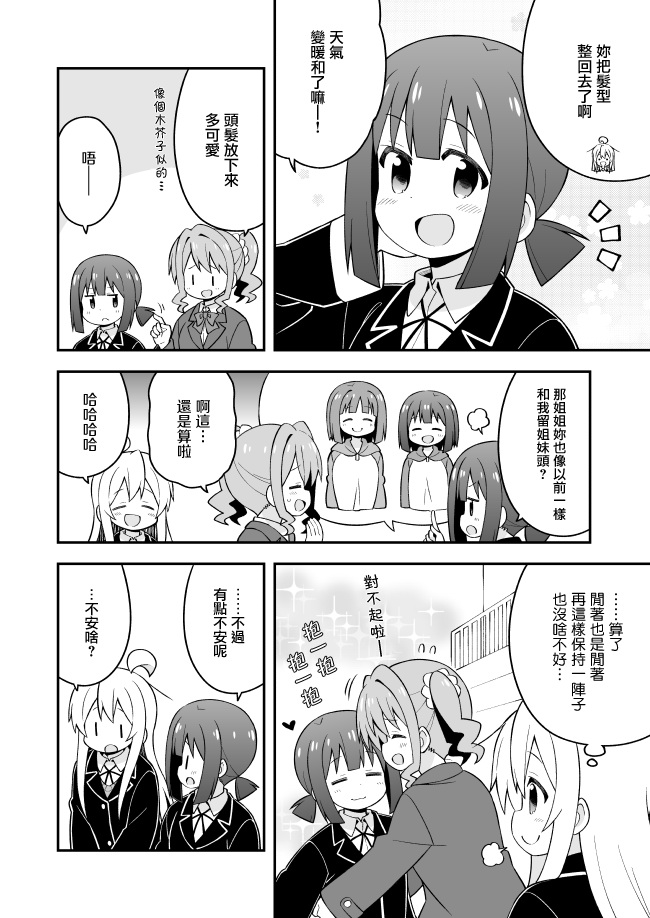 妳把髮型
整回去了啊
天氣
變暖和了嘛—！
頭髮放下來
多可愛
像個木芥子似的…
唔
——
那姐姐妳也像以前一樣
和我留姐妹頭？
啊這…
還是算啦
哈哈哈哈
……算了
閒著也是閒著
再這樣保持一陣子
也沒啥不好…
對不起啦—
抱一抱
抱一抱
……不過
有點不安呢
…不安啥？